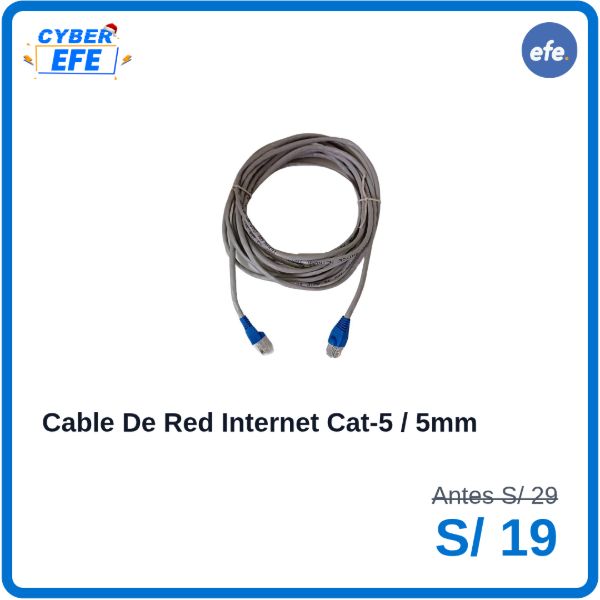 CYBER
EFE
efe.
Cable De Red Internet Cat-5 / 5mm
Antes S/ 29
S/ 19